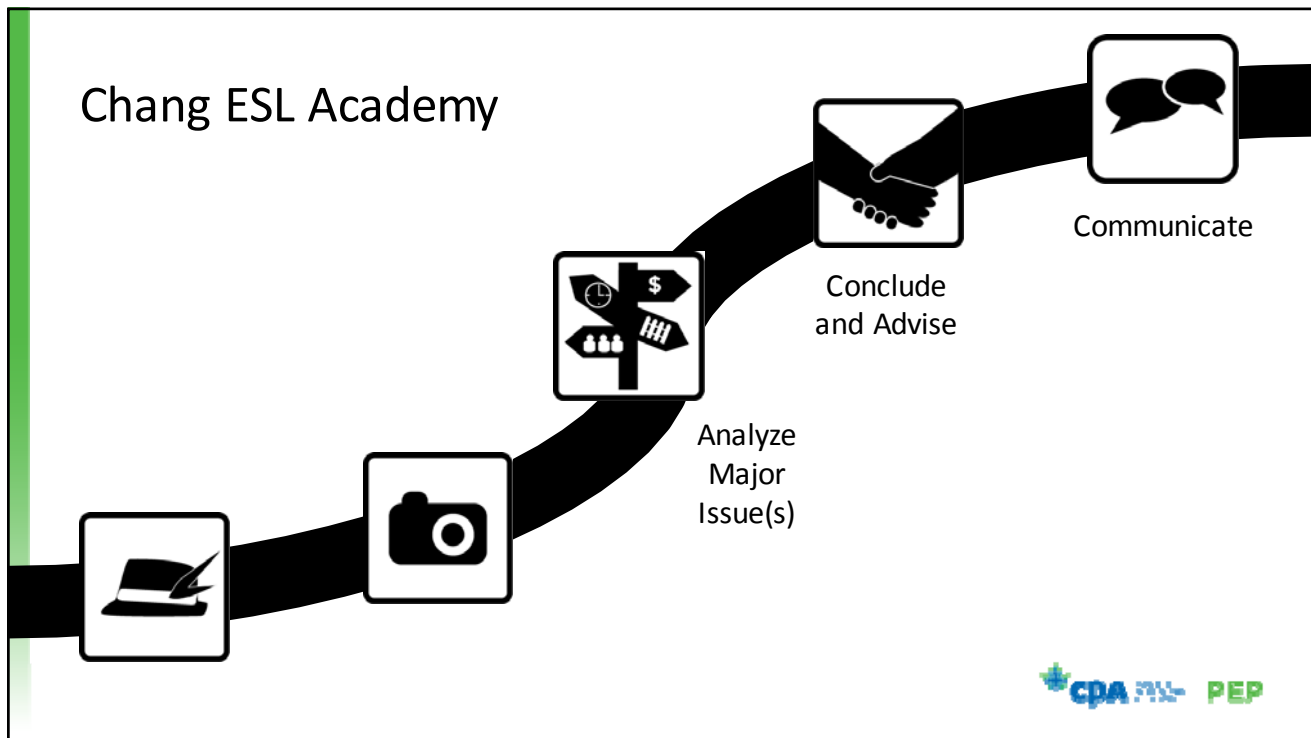 Chang ESL Academy
Communicate
Conclude
and Advise
Analyze
Major
Issue(s)
$
CPA PEP